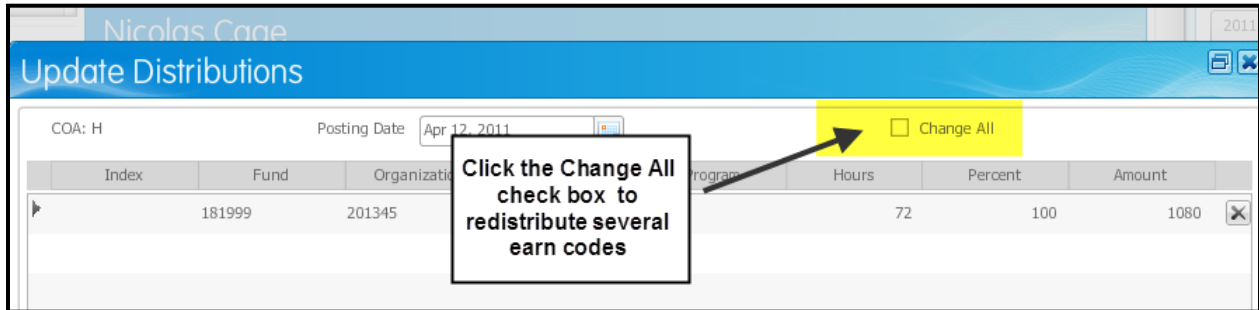 Nicolas Cage
2011
Update Distributions
COA: H Posting Date Apr 12, 2011 Change All
Index Fund Organizatio Program Hours Percent Amount
181999 201345 72 100 1080
Click the Change All
check box to
redistribute several
earn codes